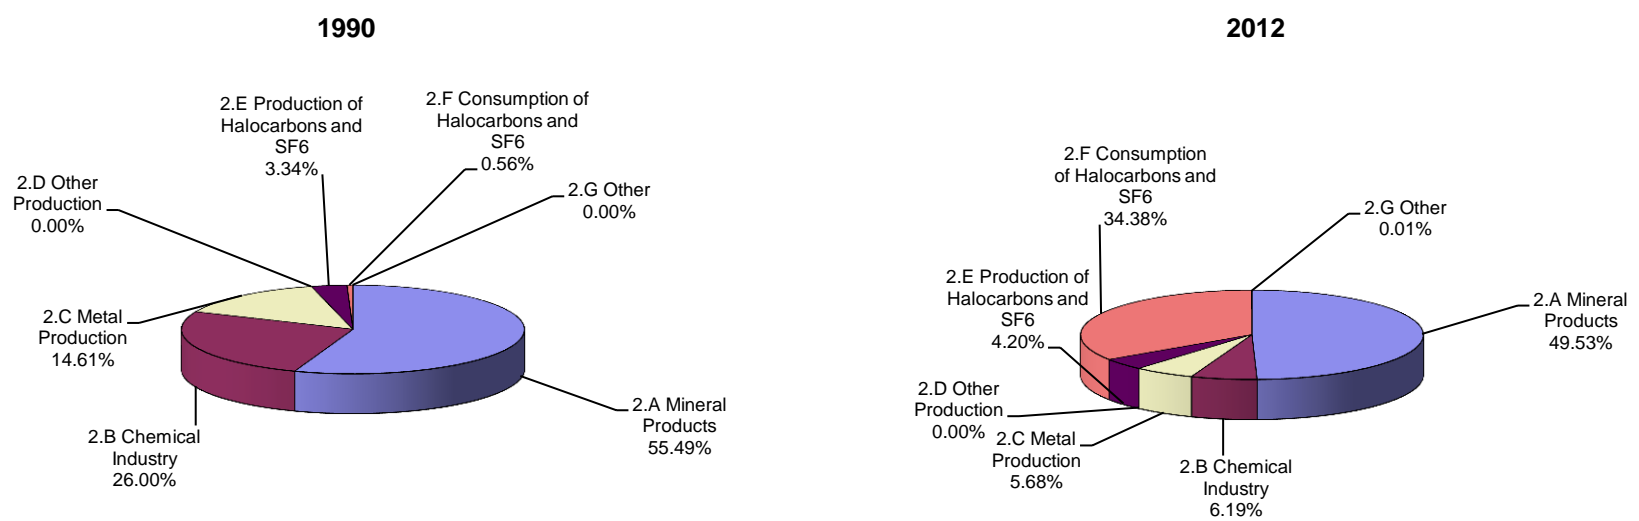 1990
2.E Production of
Halocarbons and
SF6
3.34%
2.F Consumption of
Halocarbons and
SF6
0.56%
2.D Other
Production
0.00%
2.G Other
0.00%
2.C Metal
Production
14.61%
2.A Mineral
Products
55.49%
2.B Chemical
Industry
26.00%
2012
2.F Consumption
of Halocarbons and
SF6
34.38%
2.G Other
0.01%
2.E Production of
Halocarbons and
SF6
4.20%
2.A Mineral
Products
49.53%
2.D Other
Production
0.00%
2.C Metal
Production
5.68%
2.B Chemical
Industry
6.19%